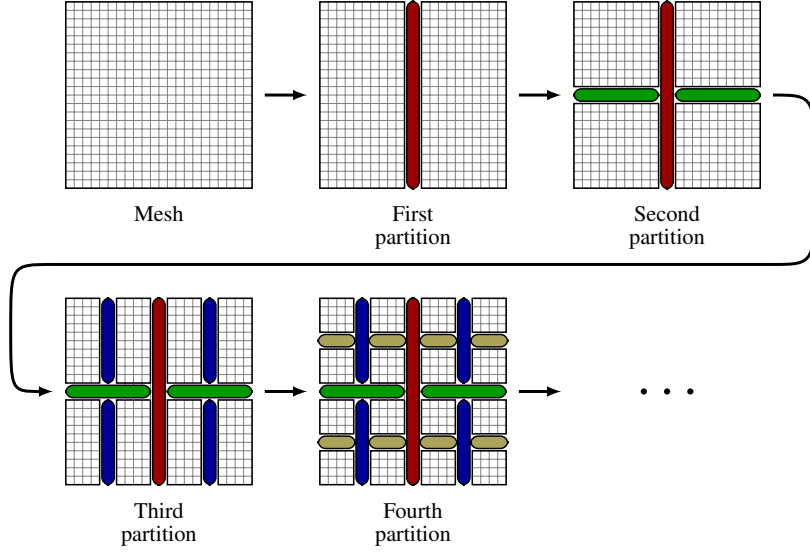 Mesh
First
partition
Second
partition
Third
partition
Fourth
partition